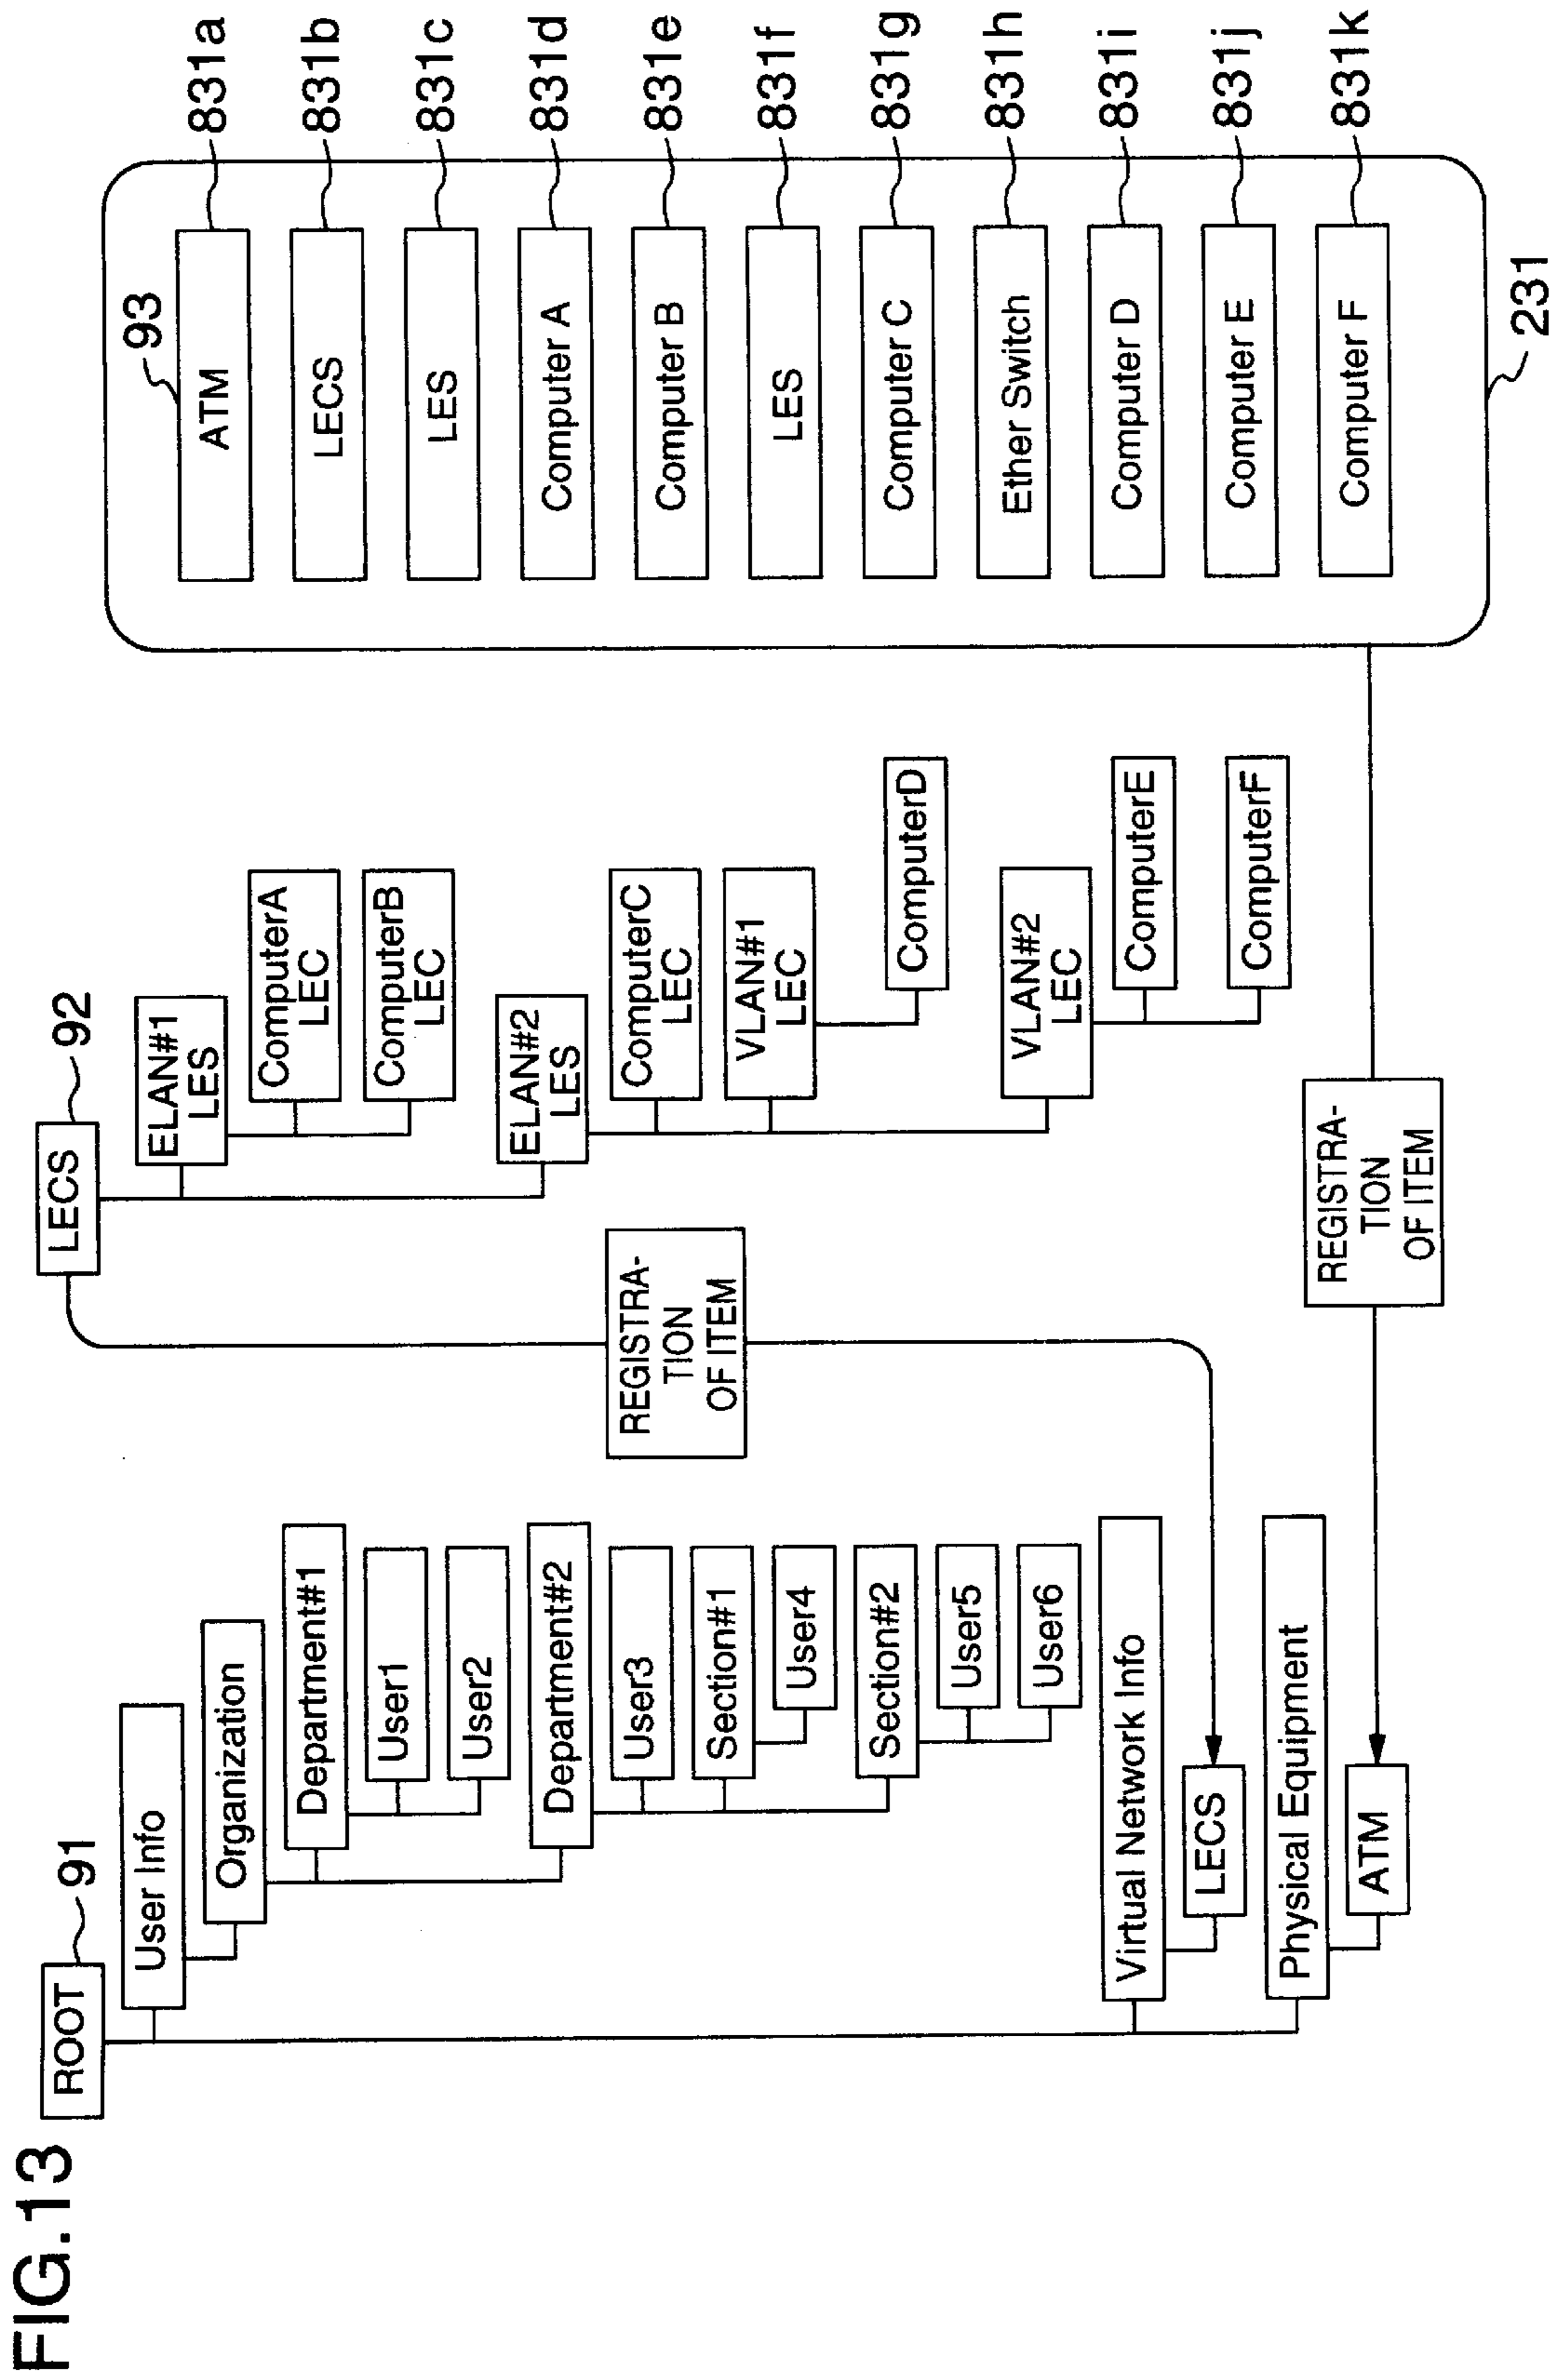 FIG.13
ROOT
91
User Info
Organization
Department#1
User1
User2
Department#2
User3
Section#1
User4
Section#2
User5
User6
Virtual Network Info
LECS
Physical Equipment
ATM
LECS
92
ELAN#1
LES
ComputerA
LEC
ComputerB
LEC
ELAN#2
LES
ComputerC
LEC
VLAN#1
LEC
ComputerD
VLAN#2
LEC
ComputerE
ComputerF
REGISTRA-
TION
OF ITEM
REGISTRA-
TION
OF ITEM
93
ATM
831a
LECS
831b
LES
831c
Computer A
831d
Computer B
831e
LES
831f
Computer C
831g
Ether Switch
831h
Computer D
831i
Computer E
831j
Computer F
831k
231